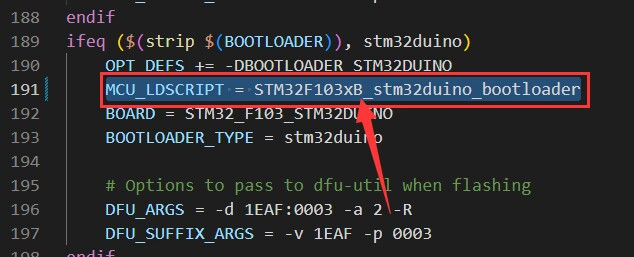 188 endif
189 ifeq ($(strip $(BOOTLOADER)), stm32duino)
190 OPT_DEFS += -DBOOTLOADER_STM32DUINO
191 MCU_LDSCRIPT = STM32F103xB_stm32duino_bootloader
192 BOARD = STM32_F103_STM32DUINO
193 BOOTLOADER_TYPE = stm32duino
194
195 # Options to pass to dfu-util when flashing
196 DFU_ARGS = -d 1EAF:0003 -a 2 -R
197 DFU_SUFFIX_ARGS = -v 1EAF -p 0003
198 endif